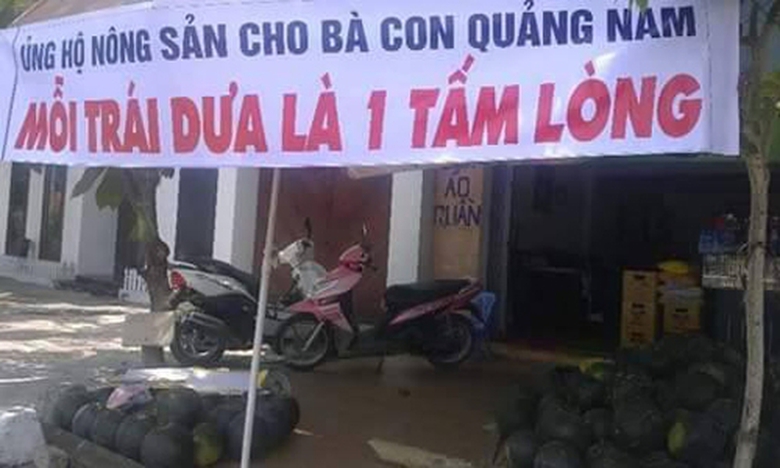 ỦNG HỘ NÔNG SẢN CHO BÀ CON QUẢNG NAM
MỖI TRÁI DƯA LÀ 1 TẤM LÒNG
ÁO
QUẦN